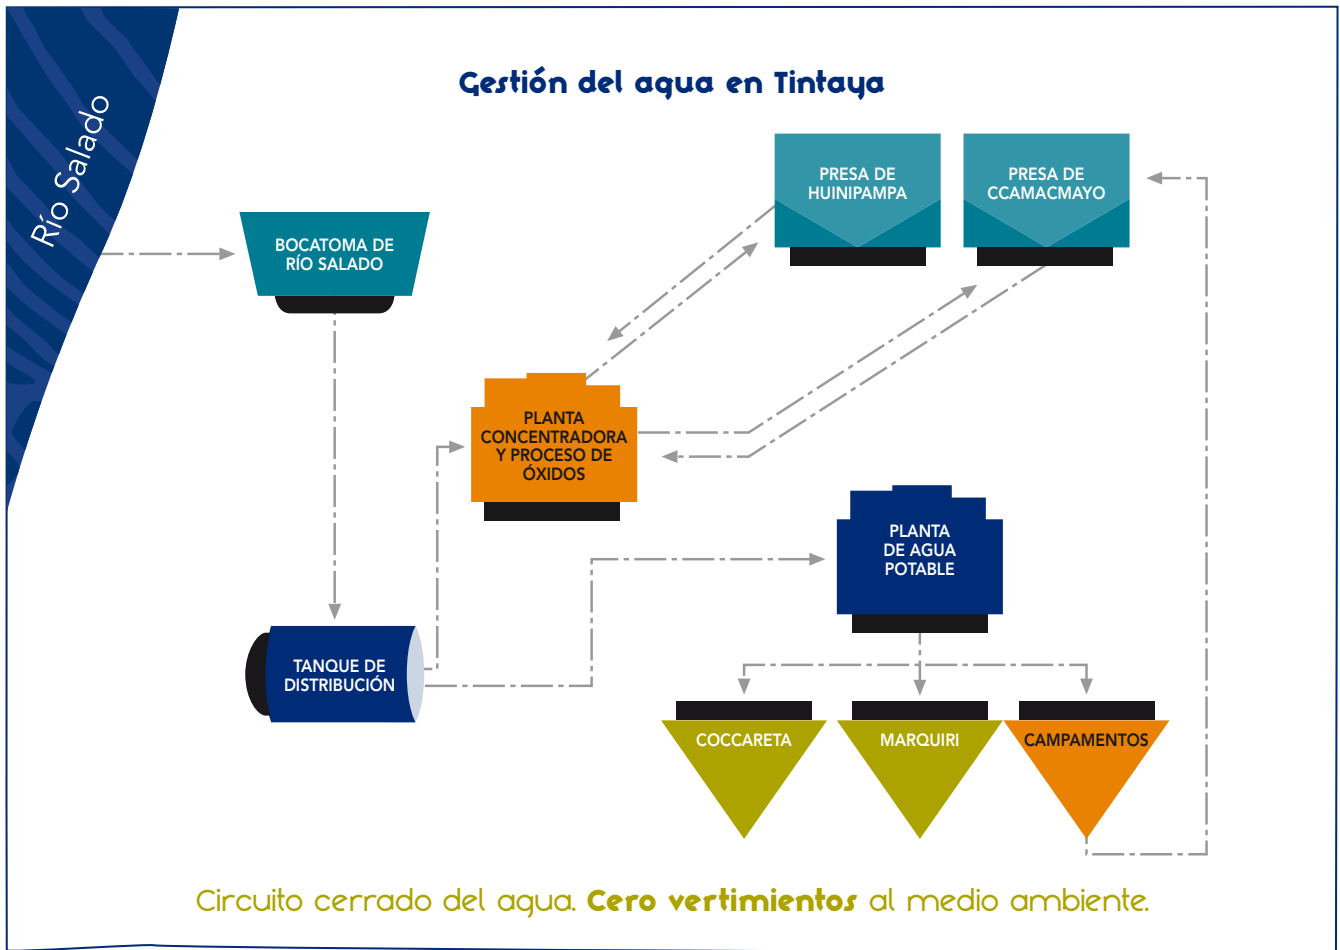 Gestión del agua en Tintaya
Río Salado
PRESA DE
HUINIPAMPA
PRESA DE
CCAMACMAYO
BOCATOMA DE
RÍO SALADO
PLANTA
CONCENTRADORA
Y PROCESO DE
ÓXIDOS
PLANTA
DE AGUA
POTABLE
TANQUE DE
DISTRIBUCIÓN
COCCARETA
MARQUIRI
CAMPAMENTOS
Circuito cerrado del agua. Cero vertimientos al medio ambiente.